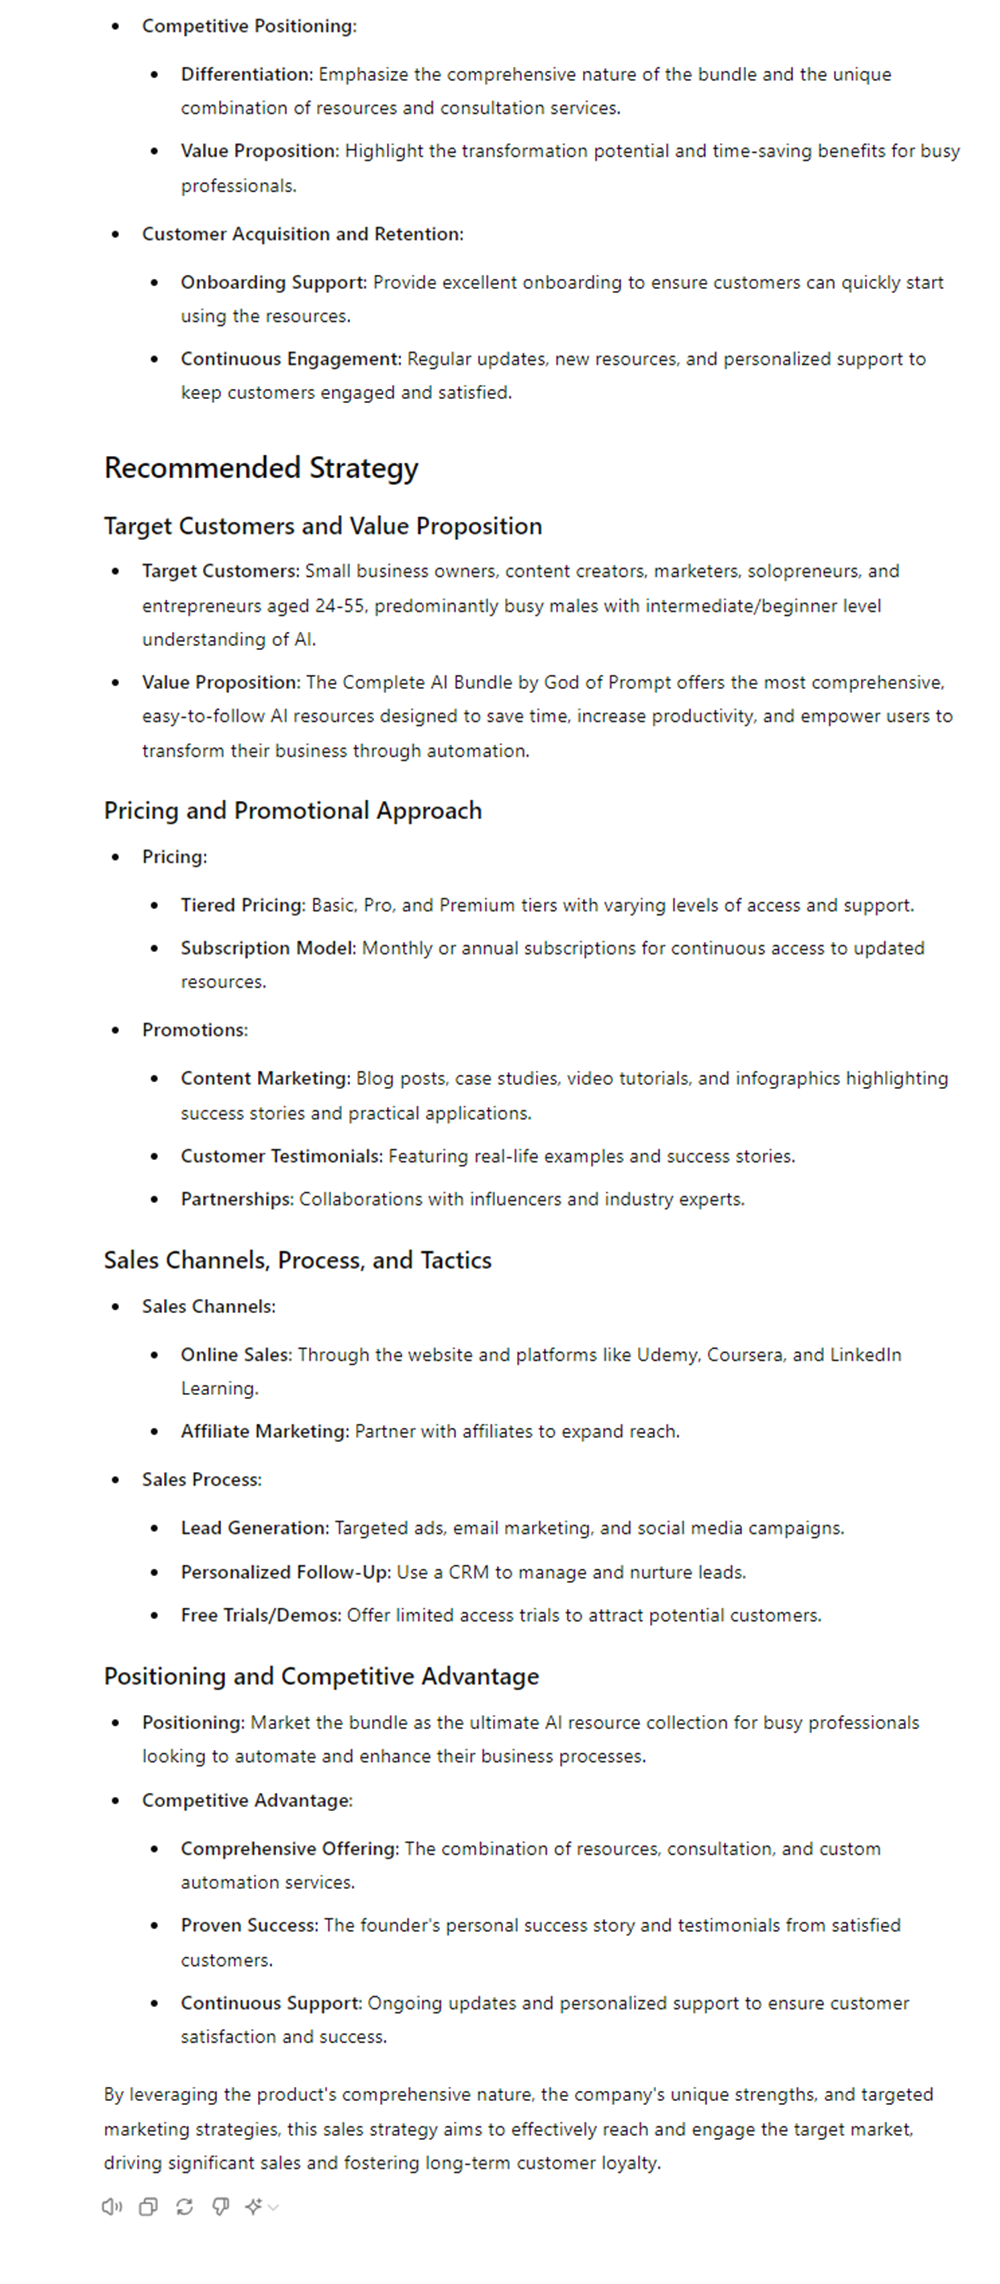 Competitive Positioning:
Differentiation: Emphasize the comprehensive nature of the bundle and the unique
combination of resources and consultation services.
Value Proposition: Highlight the transformation potential and time-saving benefits for busy
professionals.
Customer Acquisition and Retention:
Onboarding Support: Provide excellent onboarding to ensure customers can quickly start
using the resources.
Continuous Engagement: Regular updates, new resources, and personalized support to
keep customers engaged and satisfied.
Recommended Strategy
Target Customers and Value Proposition
Target Customers: Small business owners, content creators, marketers, solopreneurs, and
entrepreneurs aged 24-55, predominantly busy males with intermediate/beginner level
understanding of AI.
Value Proposition: The Complete AI Bundle by God of Prompt offers the most comprehensive,
easy-to-follow AI resources designed to save time, increase productivity, and empower users to
transform their business through automation.
Pricing and Promotional Approach
Pricing:
Tiered Pricing: Basic, Pro, and Premium tiers with varying levels of access and support.
Subscription Model: Monthly or annual subscriptions for continuous access to updated
resources.
Promotions:
Content Marketing: Blog posts, case studies, video tutorials, and infographics highlighting
success stories and practical applications.
Customer Testimonials: Featuring real-life examples and success stories.
Partnerships: Collaborations with influencers and industry experts.
Sales Channels, Process, and Tactics
Sales Channels:
Online Sales: Through the website and platforms like Udemy, Coursera, and LinkedIn
Learning.
Affiliate Marketing: Partner with affiliates to expand reach.
Sales Process:
Lead Generation: Targeted ads, email marketing, and social media campaigns.
Personalized Follow-Up: Use a CRM to manage and nurture leads.
Free Trials/Demos: Offer limited access trials to attract potential customers.
Positioning and Competitive Advantage
Positioning: Market the bundle as the ultimate AI resource collection for busy professionals
looking to automate and enhance their business processes.
Competitive Advantage:
Comprehensive Offering: The combination of resources, consultation, and custom
automation services.
Proven Success: The founder's personal success story and testimonials from satisfied
customers.
Continuous Support: Ongoing updates and personalized support to ensure customer
satisfaction and success.
By leveraging the product's comprehensive nature, the company's unique strengths, and targeted
marketing strategies, this sales strategy aims to effectively reach and engage the target market,
driving significant sales and fostering long-term customer loyalty.